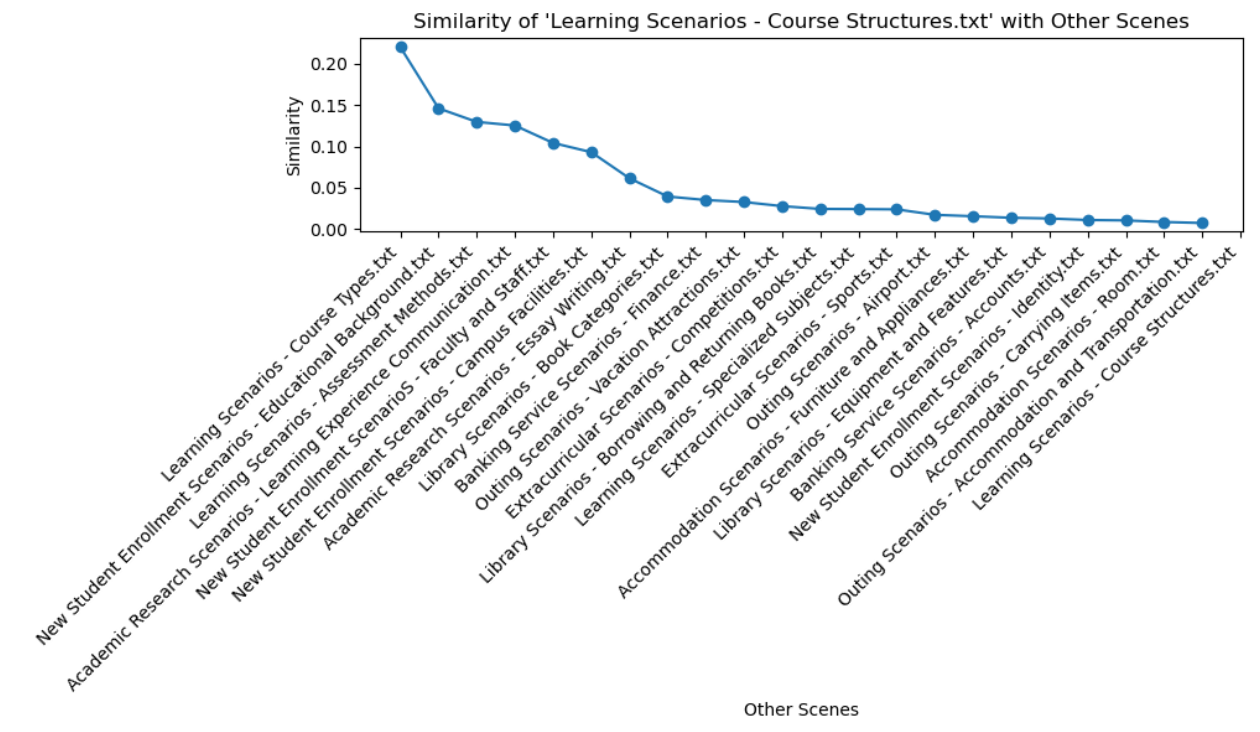 Similarity of 'Learning Scenarios - Course Structures.txt' with Other Scenes
Similarity
0.20
0.15
0.10
0.05
0.00
Learning Scenarios - Course Types.txt
New Student Enrollment Scenarios - Educational Background.txt
Learning Scenarios - Assessment Methods.txt
Academic Research Scenarios - Learning Experience Communication.txt
New Student Enrollment Scenarios - Faculty and Staff.txt
New Student Enrollment Scenarios - Campus Facilities.txt
Academic Research Scenarios - Essay Writing.txt
Library Scenarios - Book Categories.txt
Banking Service Scenarios - Finance.txt
Outing Scenarios - Vacation Attractions.txt
Extracurricular Scenarios - Competitions.txt
Library Scenarios - Borrowing and Returning Books.txt
Learning Scenarios - Specialized Subjects.txt
Extracurricular Scenarios - Sports.txt
Outing Scenarios - Airport.txt
Accommodation Scenarios - Furniture and Appliances.txt
Library Scenarios - Equipment and Features.txt
Banking Service Scenarios - Accounts.txt
New Student Enrollment Scenarios - Identity.txt
Outing Scenarios - Carrying Items.txt
Accommodation Scenarios - Room.txt
Outing Scenarios - Accommodation and Transportation.txt
Learning Scenarios - Course Structures.txt
Other Scenes